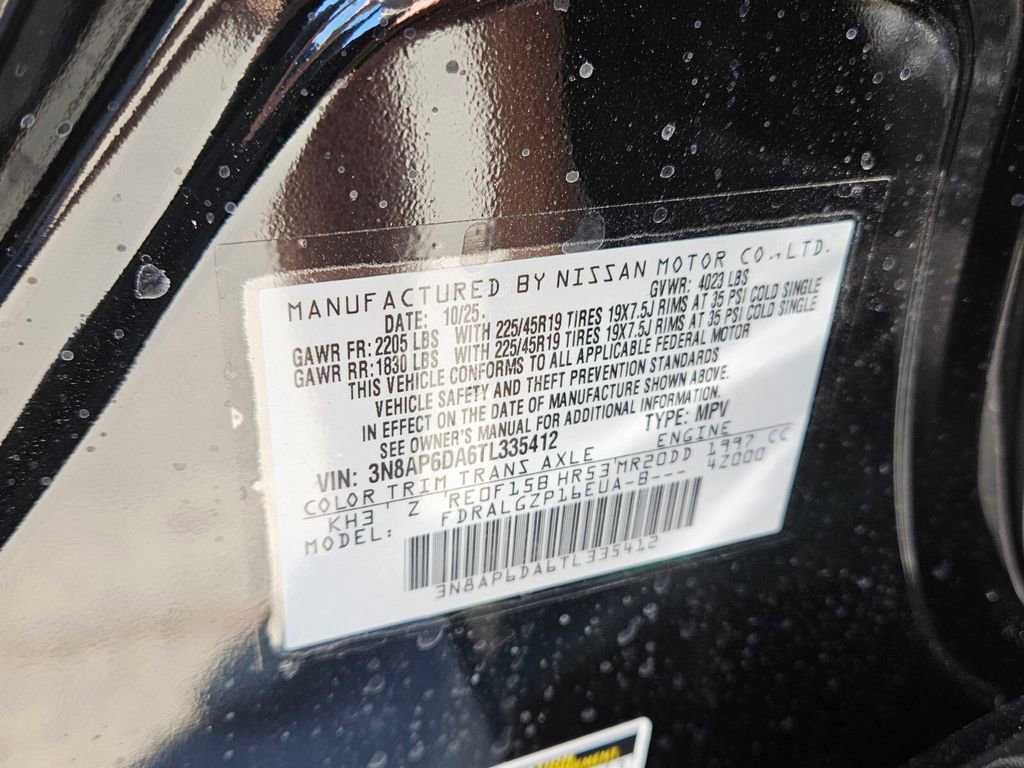 MANUFACTURED BY NISSAN MOTOR CO.,LTD.
DATE: 10/25. GVWR: 4023 LBS
GAWR FR: 2205 LBS WITH 225/45R19 TIRES 19X7.5J RIMS AT 35 PSI COLD SINGLE
GAWR RR: 1830 LBS WITH 225/45R19 TIRES 19X7.5J RIMS AT 35 PSI COLD SINGLE
THIS VEHICLE CONFORMS TO ALL APPLICABLE FEDERAL MOTOR
VEHICLE SAFETY AND THEFT PREVENTION STANDARDS
IN EFFECT ON THE DATE OF MANUFACTURE SHOWN ABOVE.
SEE OWNER'S MANUAL FOR ADDITIONAL INFORMATION.
VIN: 3N8AP6DA6TL335412 TYPE: MPV
COLOR TRIM TRANS AXLE ENGINE
KH3 Z RE0F15B HR53 MR20DD 1997 CC
MODEL: FDRALGZP16EUA-B--- 4Z000
3N8AP6DA6TL335412